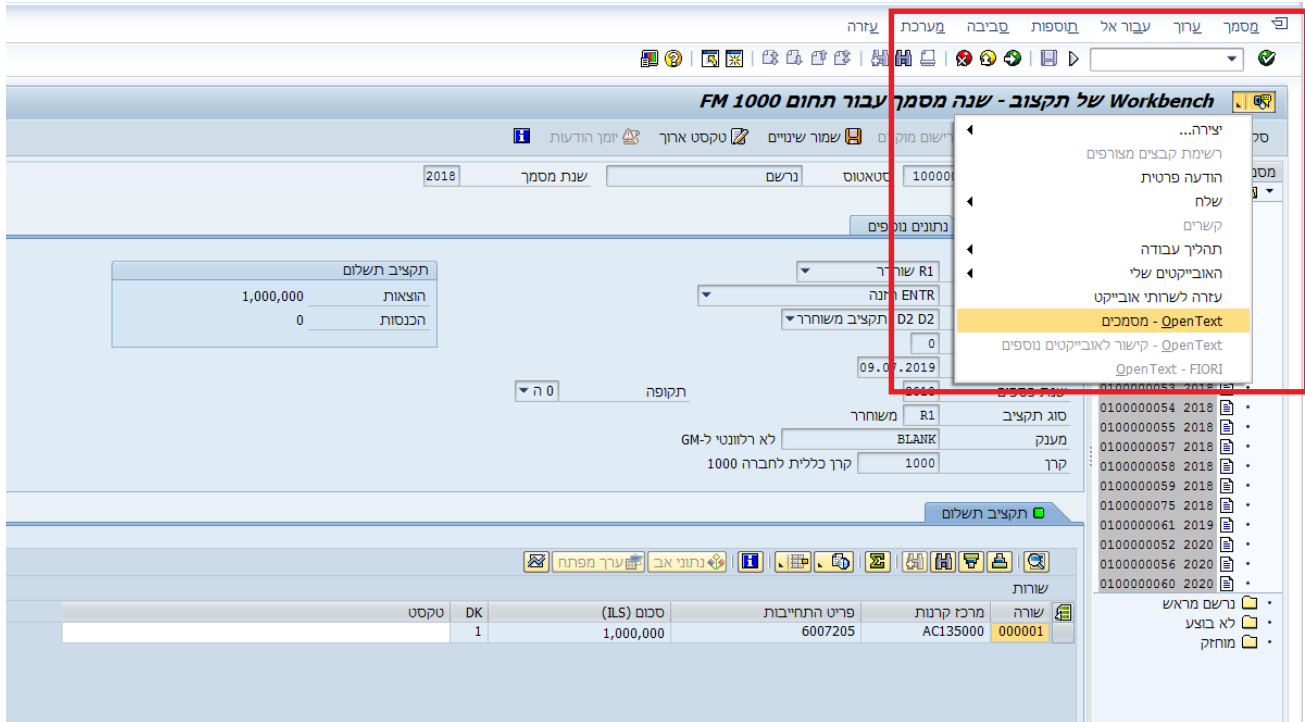 מסמך ערוך עבור אל תוספות סביבה מערכת עזרה
Workbench של תקצוב - שנה מסמך עבור תחום FM 1000
רישום מוקדם שמור שינויים טקסט ארוך יומן הודעות
יצירה...
רשימת קבצים מצורפים
הודעה פרטית
שלח
קשרים
תהליך עבודה
האובייקטים שלי
עזרה לשרותי אובייקט
OpenText - מסמכים
OpenText - קישור לאובייקטים נוספים
OpenText - FIORI
סטאטוס נרשם שנת מסמך 2018
נתונים נוספים
R1 שוחרר
ENTR הזנה
D2 D2 תקציב משוחרר
0
09.07.2019
תקופה 0 ה
סוג תקציב R1 משוחרר
מענק BLANK לא רלוונטי ל-GM
קרן 1000 קרן כללית לחברה 1000
תקציב תשלום
הוצאות 1,000,000
הכנסות 0
0100000053 2018
0100000054 2018
0100000055 2018
0100000057 2018
0100000058 2018
0100000059 2018
0100000075 2018
0100000061 2019
0100000052 2020
0100000056 2020
0100000060 2020
נרשם מראש
לא בוצע
מוחזק
תקציב תשלום
נתוני אב ערך מפתח
שורות
שורה מרכז קרנות פריט התחייבות סכום (ILS) DK טקסט
000001 AC135000 6007205 1,000,000 1